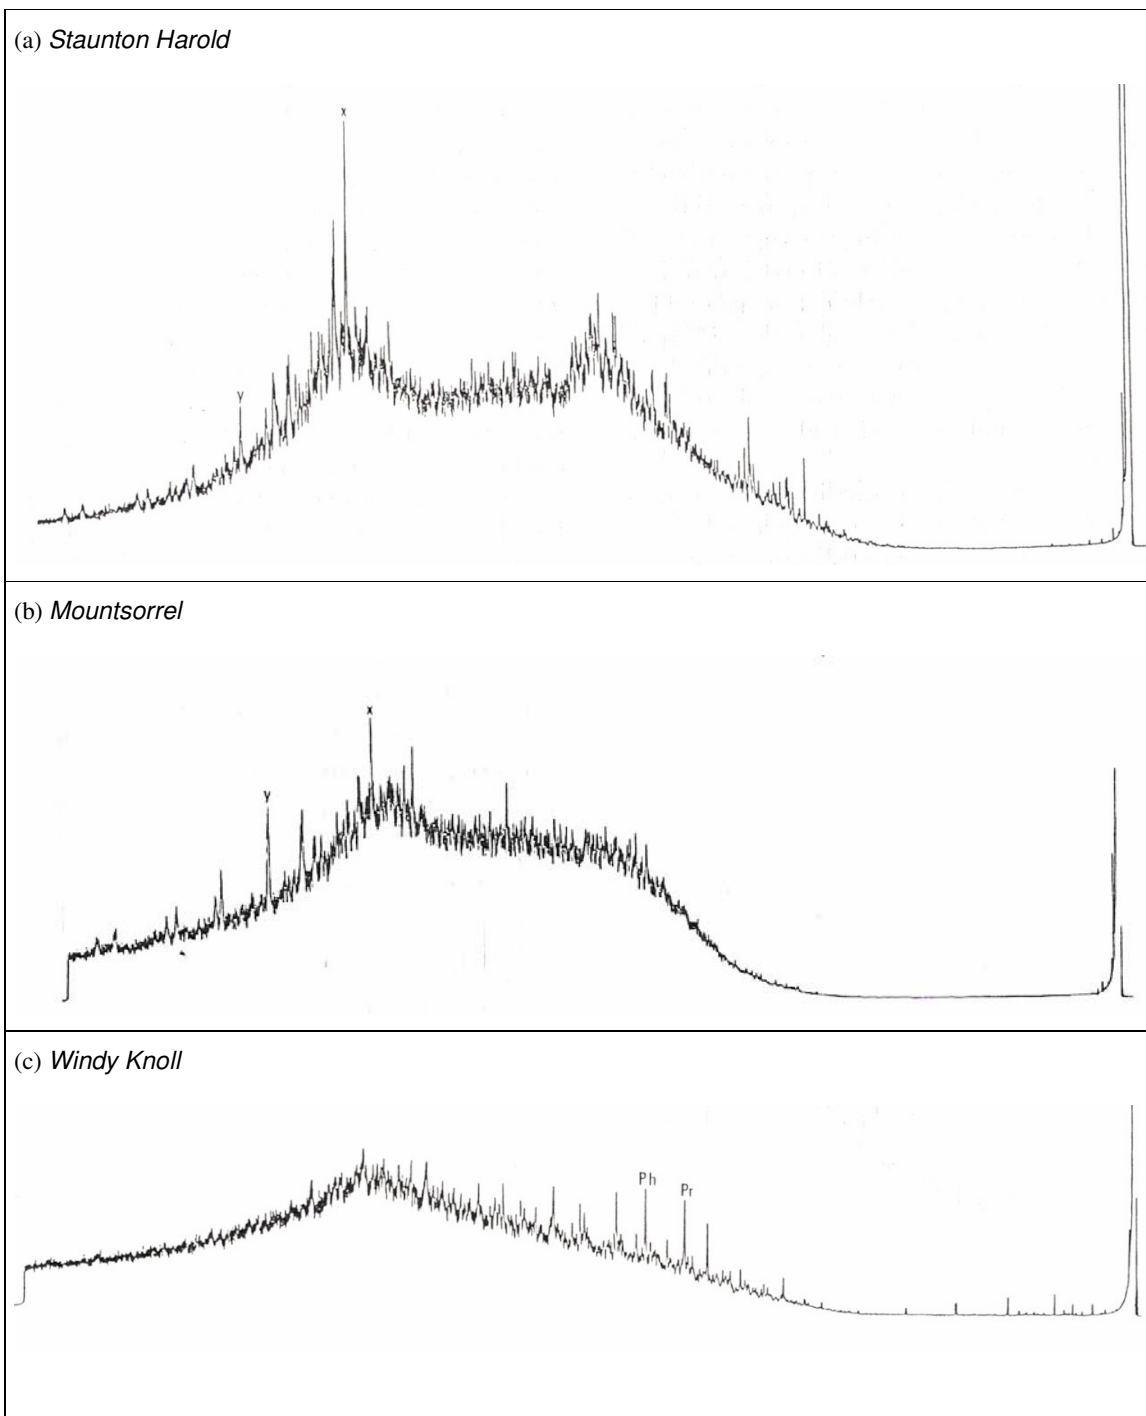 (a) Staunton Harold
x
y
(b) Mountsorrel
x
y
(c) Windy Knoll
Ph
Pr